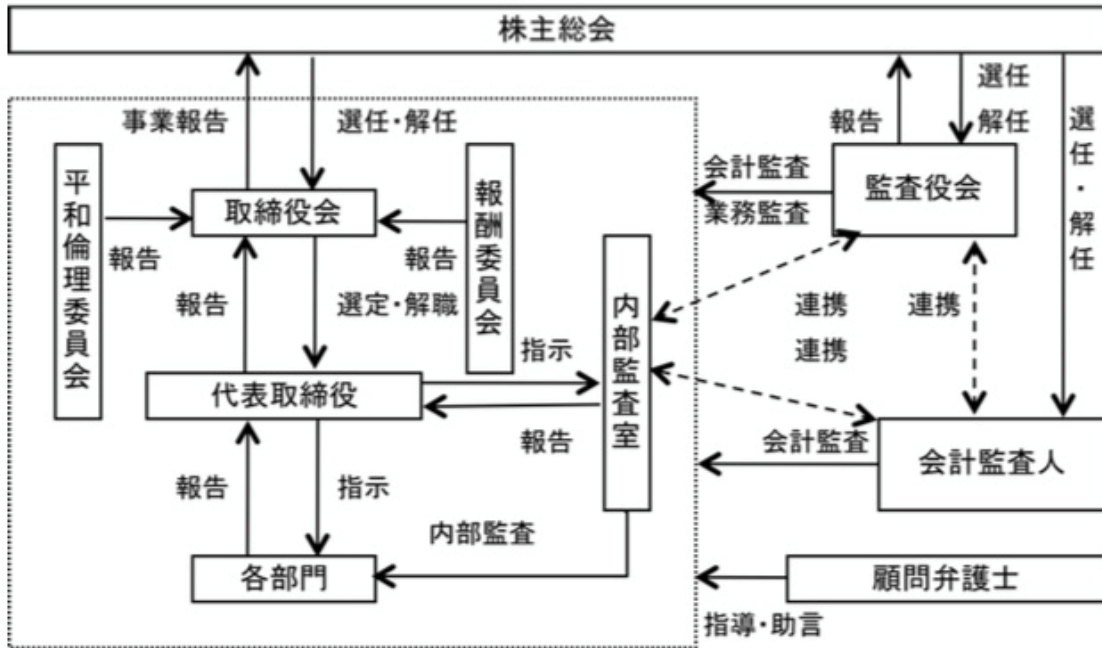 株主総会
事業報告
選任・解任
報告
選任
解任
選任・解任
平和倫理委員会
報酬委員会
取締役会
監査役会
会計監査
業務監査
報告
報告
報告
選定・解職
内部監査室
連携
連携
連携
指示
代表取締役
報告
会計監査
会計監査人
報告
指示
内部監査
各部門
顧問弁護士
指導・助言